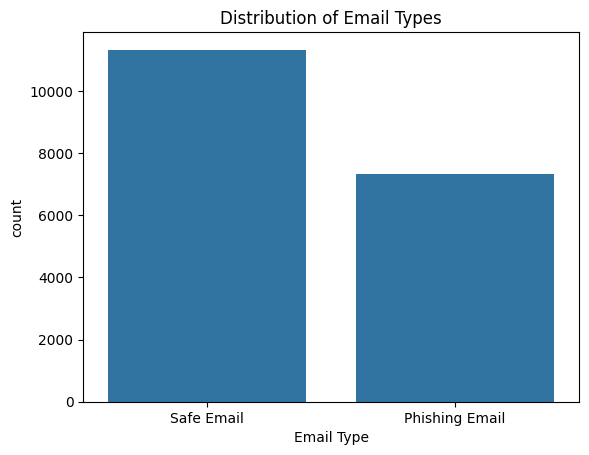 Distribution of Email Types
10000
8000
6000
4000
2000
0
count
Safe Email
Phishing Email
Email Type